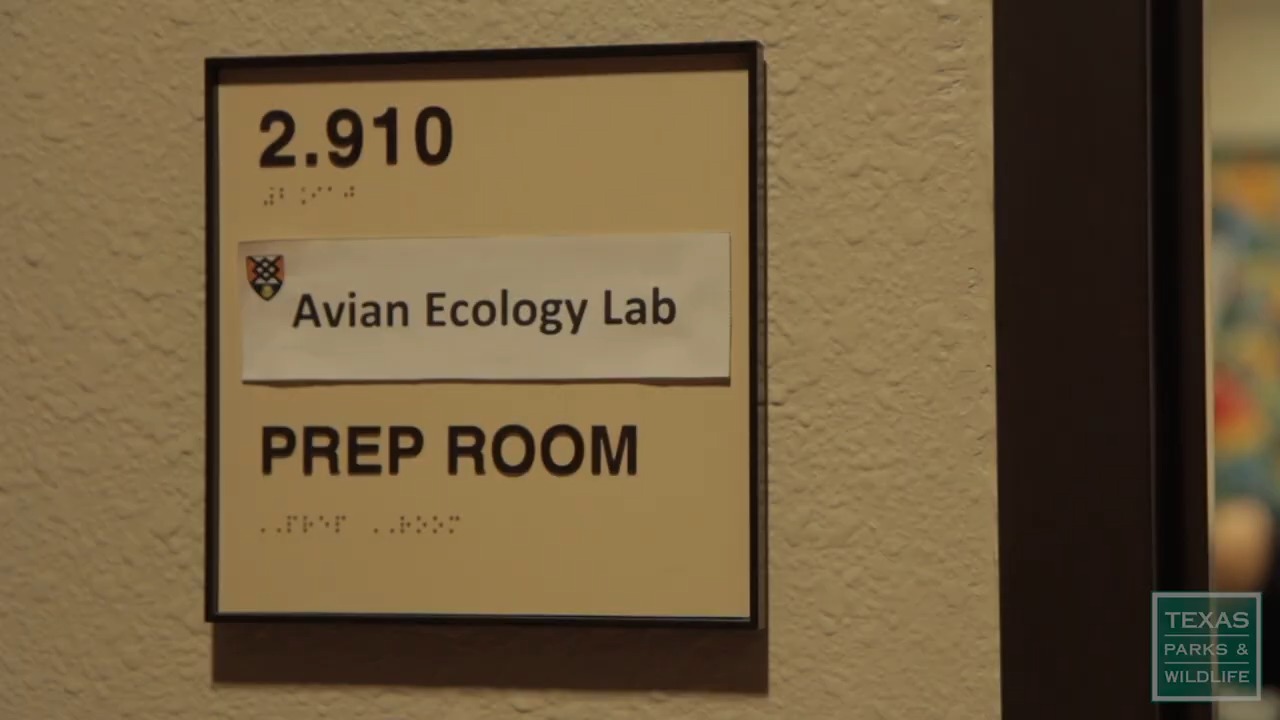 2.910
Avian Ecology Lab
PREP ROOM
TEXAS
PARKS &
WILDLIFE